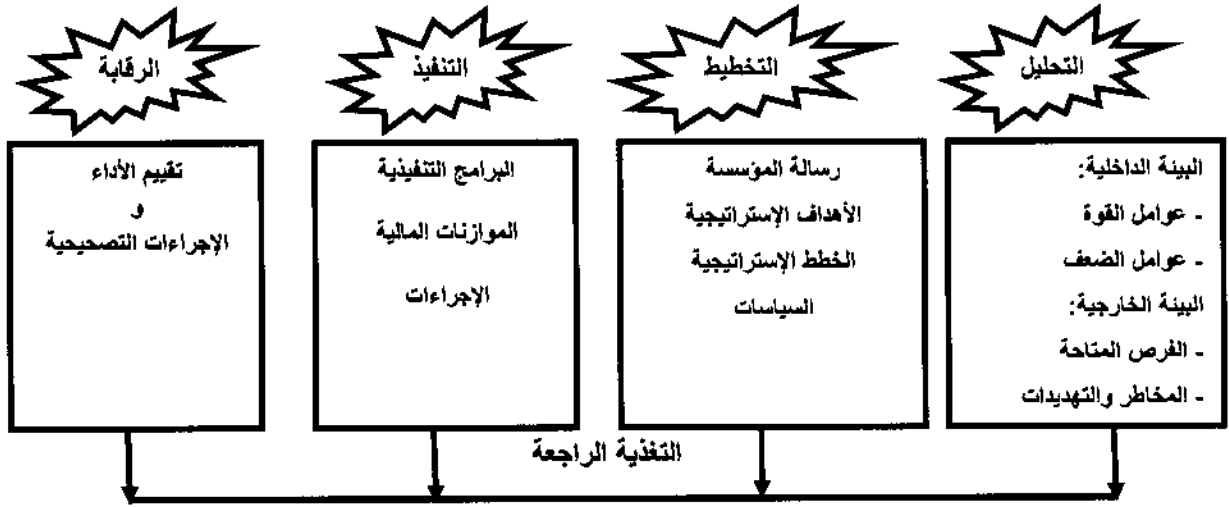 التحليل
البيئة الداخلية:
- عوامل القوة
- عوامل الضعف
البيئة الخارجية:
- الفرص المتاحة
- المخاطر والتهديدات
التخطيط
رسالة المؤسسة
الأهداف الإستراتيجية
الخطط الإستراتيجية
السياسات
التنفيذ
البرامج التنفيذية
الموازنات المالية
الإجراءات
الرقابة
تقييم الأداء
و
الإجراءات التصحيحية
التغذية الراجعة